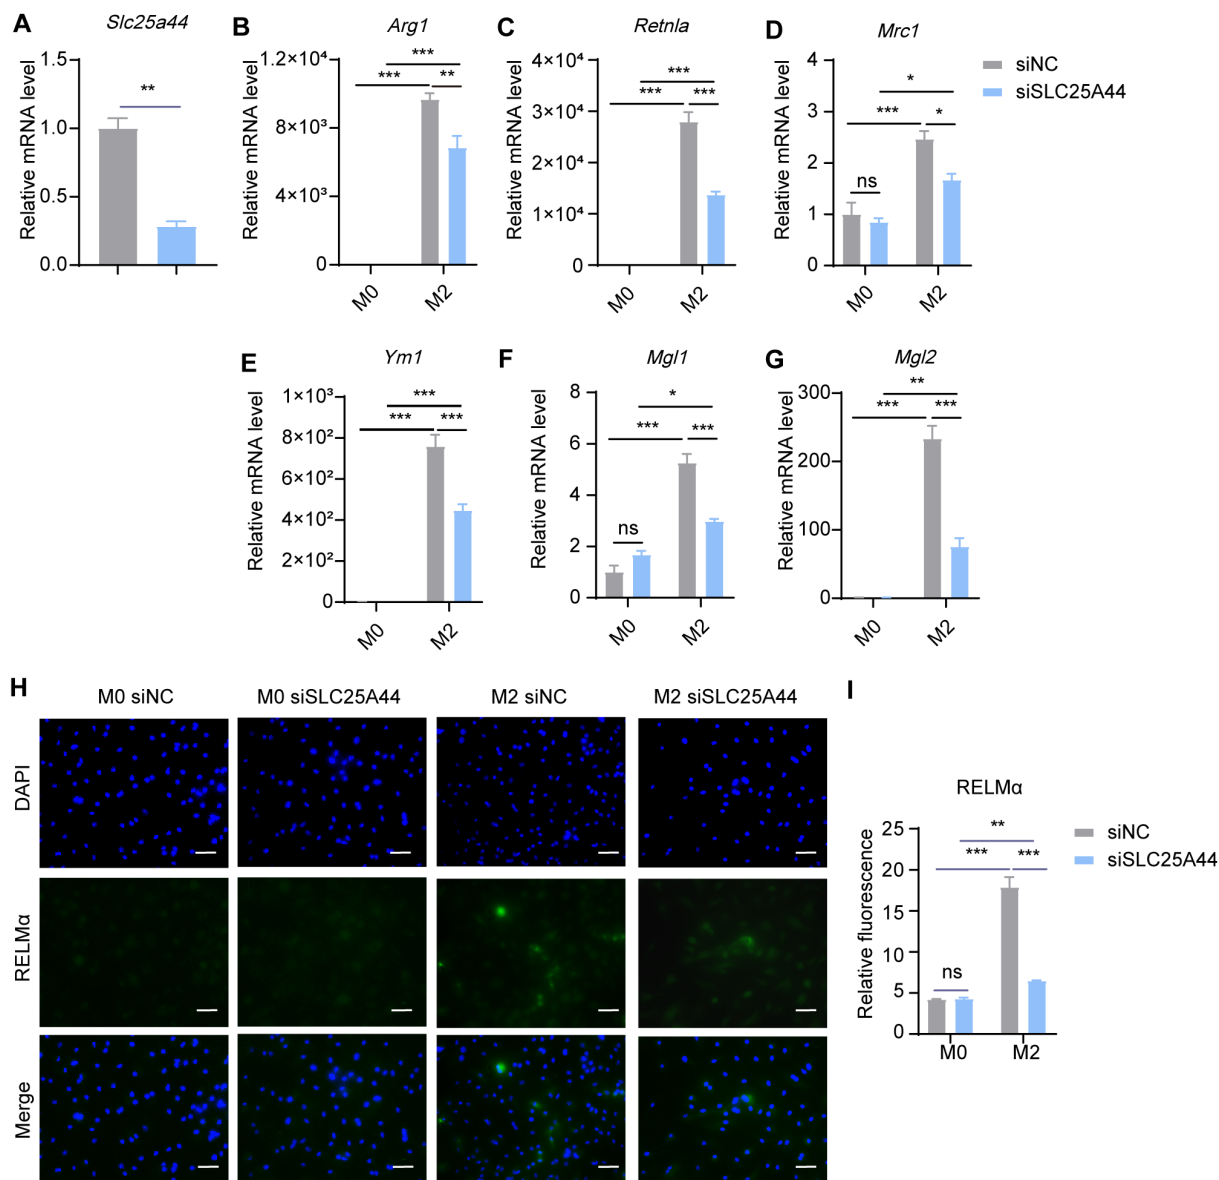 A
Slc25a44
Relative mRNA level
1.5
1.0
0.5
0.0
**
B
Arg1
Relative mRNA level
1.2×10⁴
8×10³
4×10³
0
***
***
**
M0
M2
C
Retnla
Relative mRNA level
4×10⁴
3×10⁴
2×10⁴
1×10⁴
0
***
***
***
M0
M2
D
Mrc1
Relative mRNA level
4
3
2
1
0
*
***
*
ns
M0
M2
siNC
siSLC25A44
E
Ym1
Relative mRNA level
1×10³
8×10²
6×10²
4×10²
2×10²
0
***
***
***
M0
M2
F
Mgl1
Relative mRNA level
8
6
4
2
0
*
***
***
ns
M0
M2
G
Mgl2
Relative mRNA level
300
200
100
0
**
***
***
M0
M2
H
M0 siNC
M0 siSLC25A44
M2 siNC
M2 siSLC25A44
DAPI
RELMα
Merge
I
RELMα
Relative fluorescence
25
20
15
10
5
0
**
***
***
ns
M0
M2
siNC
siSLC25A44